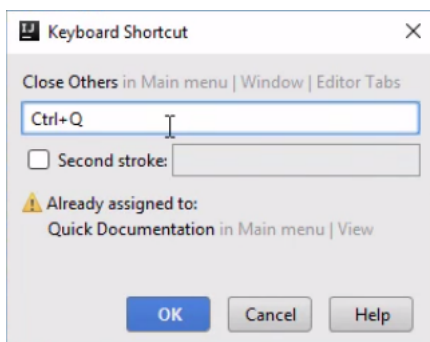 IJ Keyboard Shortcut
Close Others in Main menu | Window | Editor Tabs
Ctrl+Q
Second stroke:
Already assigned to:
Quick Documentation in Main menu | View
OK Cancel Help